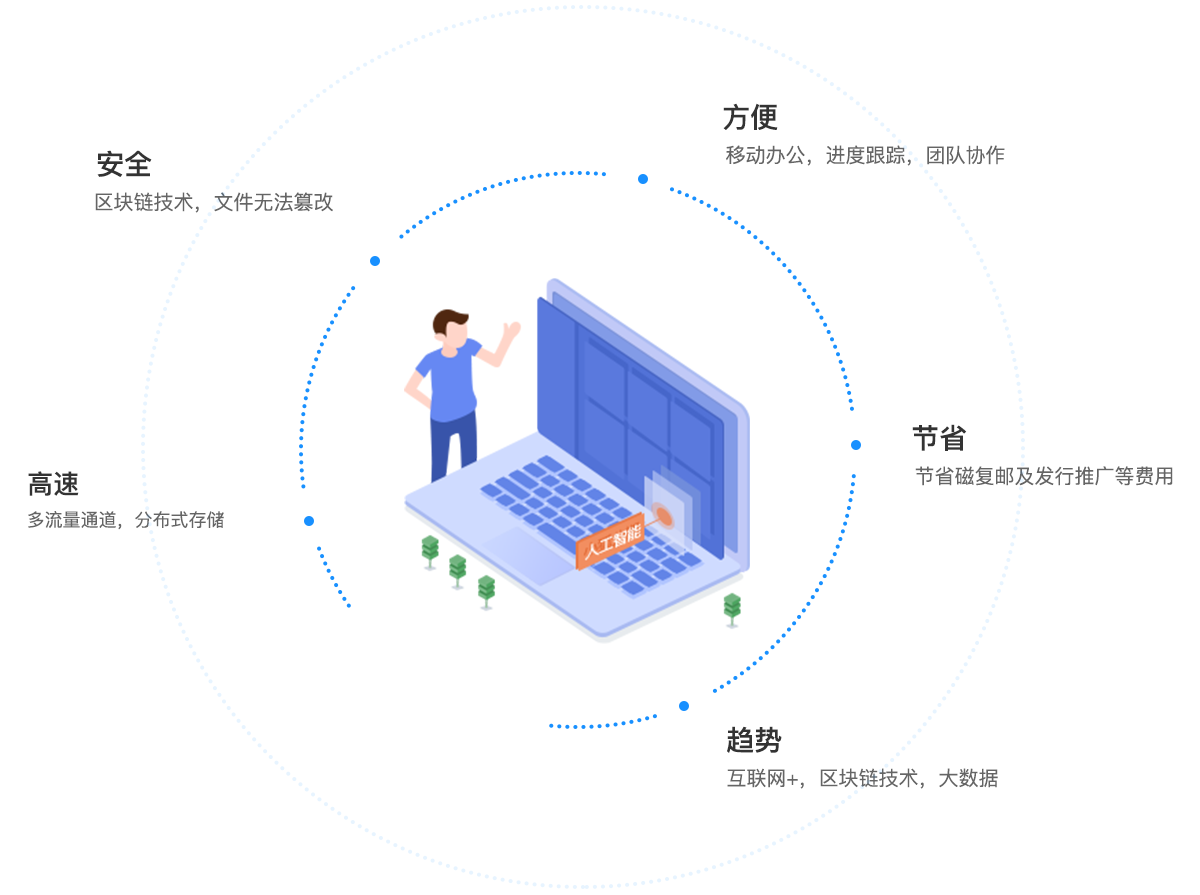 方便
移动办公，进度跟踪，团队协作
安全
区块链技术，文件无法篡改
节省
节省磁复邮及发行推广等费用
高速
多流量通道，分布式存储
人工智能
趋势
互联网+，区块链技术，大数据